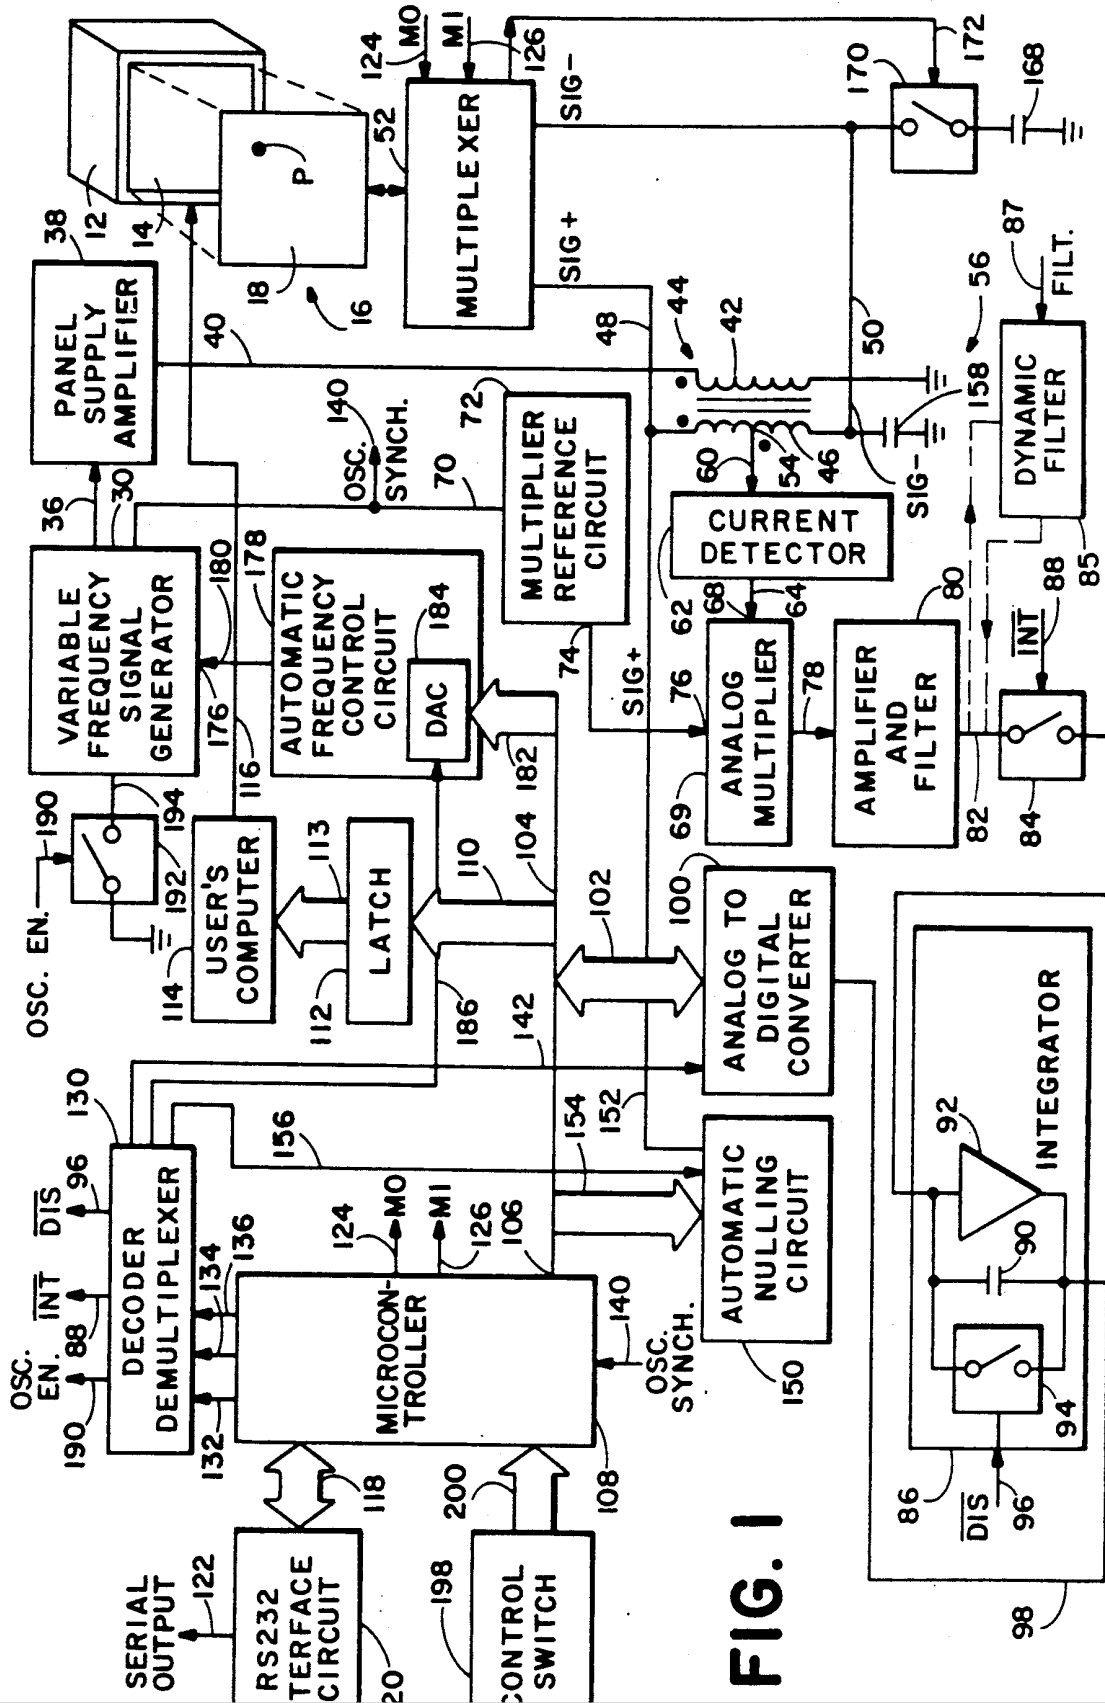 SERIAL
OUTPUT
122
RS232
TERFACE
CIRCUIT
20
118
198
CONTROL
SWITCH
200
OSC.
EN.
190
INT
88
DIS
96
130
DECODER
DEMULTIPLEXER
132
134
136
MICROCON-
TROLLER
108
124
MO
126
MI
106
140
OSC.
SYNCH.
156
154
152
142
186
AUTOMATIC
NULLING
CIRCUIT
150
OSC. EN.
190
192
194
114
USER'S
COMPUTER
116
113
LATCH
112
110
104
102
100
ANALOG TO
DIGITAL
CONVERTER
VARIABLE
FREQUENCY
SIGNAL
GENERATOR
176
180
178
36
30
AUTOMATIC
FREQUENCY
CONTROL
CIRCUIT
184
DAC
182
PANEL
SUPPLY
AMPLIFIER
38
40
140
OSC.
SYNCH.
70
72
MULTIPLIER
REFERENCE
CIRCUIT
74
12
14
18
16
P
52
MULTIPLEXER
124
MO
MI
126
SIG+
SIG-
48
44
42
50
54
46
60
158
SIG-
170
172
168
CURRENT
DETECTOR
62
64
68
SIG+
76
69
ANALOG
MULTIPLIER
78
AMPLIFIER
AND
FILTER
80
82
84
INT
88
DYNAMIC
FILTER
85
87
FILT.
56
INTEGRATOR
92
90
94
86
DIS
96
98
FIG. 1